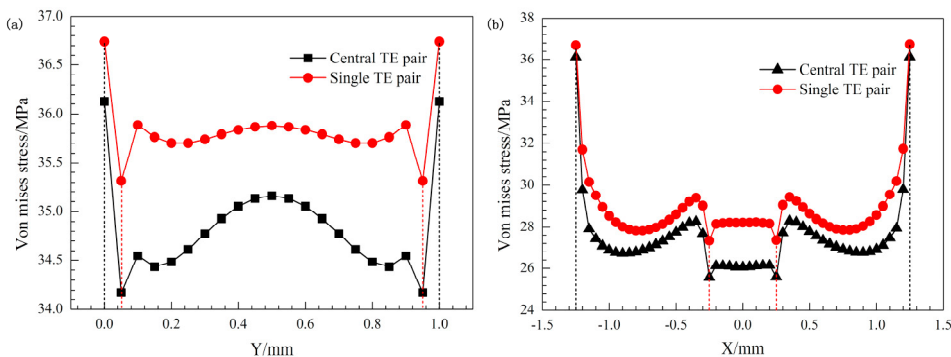 (a)
37.0
36.5
36.0
35.5
35.0
34.5
34.0
Von mises stress/MPa
Central TE pair
Single TE pair
0.0 0.2 0.4 0.6 0.8 1.0
Y/mm
(b)
38
36
34
32
30
28
26
24
Von mises stress/MPa
Central TE pair
Single TE pair
-1.5 -1.0 -0.5 0.0 0.5 1.0 1.5
X/mm